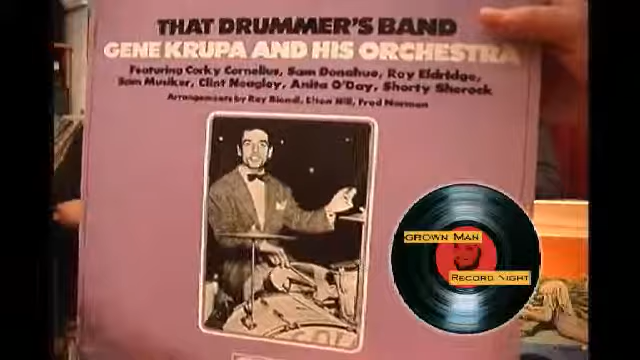 THAT DRUMMER'S BAND
GENE KRUPA AND HIS ORCHESTRA
Featuring Corky Cornelius, Sam Donahue, Roy Eldridge,
Sam Musiker, Clint Neagley, Anita O'Day, Shorty Sherock
Arrangements by Ray Biondi, Elton Hill, Fred Norman
GROWN MAN
RECORD NIGHT